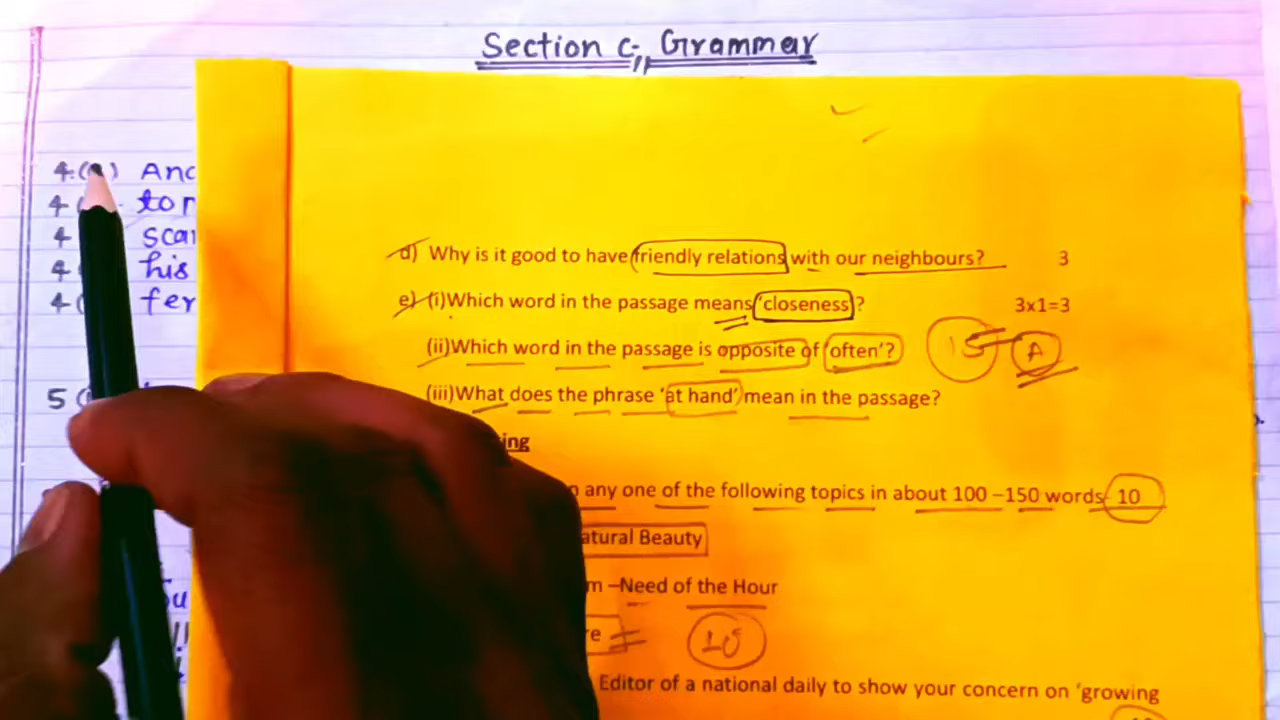 Section C, Grammar
4.( ) Anc
4( tor
4 scar
4 his
4( fer
5(
d) Why is it good to have friendly relations with our neighbours? 3
e) (i)Which word in the passage means 'closeness'? 3x1=3
(ii)Which word in the passage is opposite of 'often'? 15 A
(iii)What does the phrase 'at hand' mean in the passage?
ing
n any one of the following topics in about 100 –150 words 10
atural Beauty
m –Need of the Hour
re
10
Editor of a national daily to show your concern on 'growing